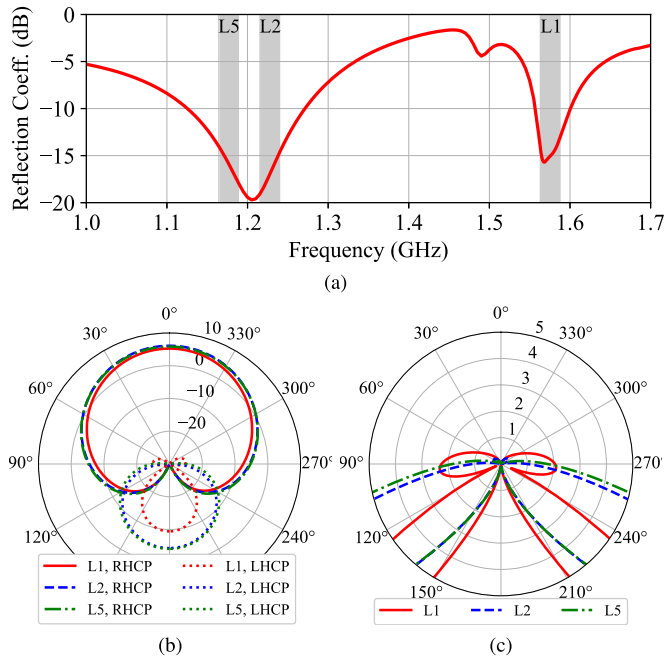 0
−5
−10
−15
−20
Reflection Coeff. (dB)
L5
L2
L1
1.0
1.1
1.2
1.3
1.4
1.5
1.6
1.7
Frequency (GHz)
(a)
0°
30°
330°
60°
300°
90°
270°
120°
240°
10
0
−10
−20
L1, RHCP
L1, LHCP
L2, RHCP
L2, LHCP
L5, RHCP
L5, LHCP
(b)
0°
30°
330°
60°
300°
90°
270°
120°
240°
150°
210°
5
4
3
2
1
L1
L2
L5
(c)